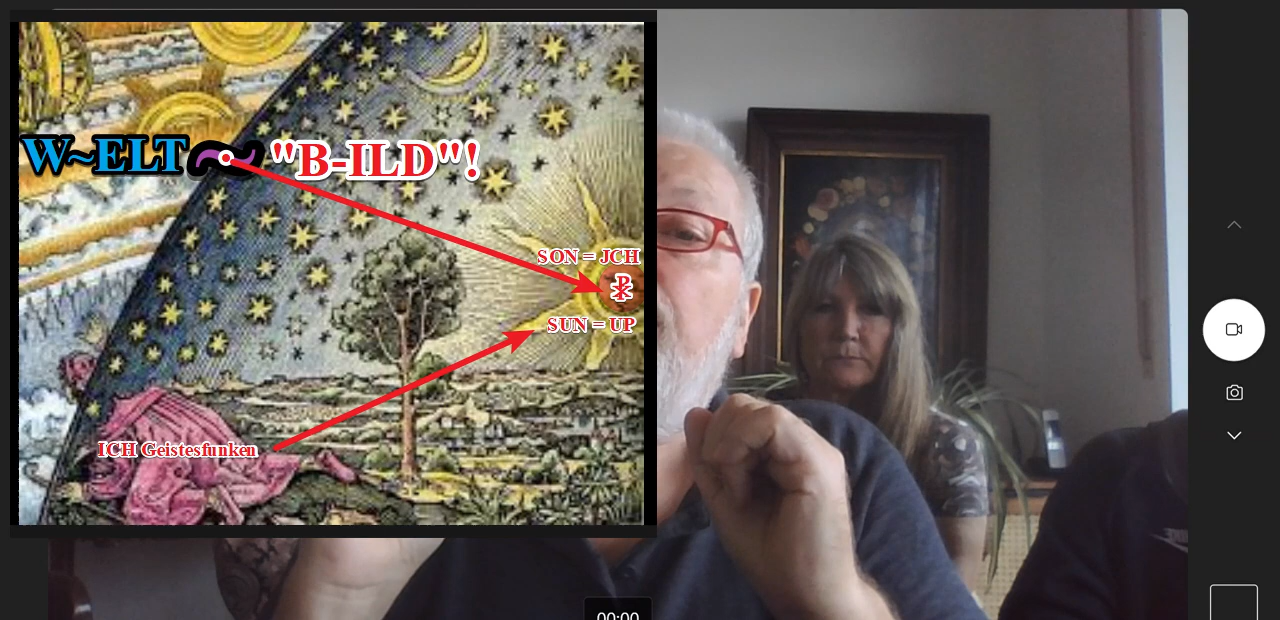 W~ELT ~ "B-ILD"!
SON = JCH
☧
SUN = UP
ICH Geistesfunken
00:00